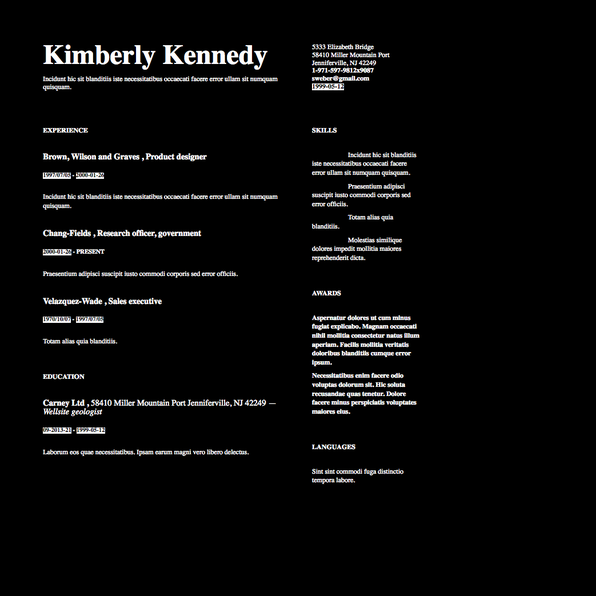 Kimberly Kennedy
Incidunt hic sit blanditiis iste necessitatibus occaecati facere error ullam sit numquam
quisquam.
5333 Elizabeth Bridge
58410 Miller Mountain Port
Jenniferville, NJ 42249
1-971-597-9812x9087
sweber@gmail.com
1999-05-12
EXPERIENCE
Brown, Wilson and Graves , Product designer
1997/07/08 - 2000-01-26
Incidunt hic sit blanditiis iste necessitatibus occaecati facere error ullam sit numquam
quisquam.
Chang-Fields , Research officer, government
2000-01-26 - PRESENT
Praesentium adipisci suscipit iusto commodi corporis sed error officiis.
Velazquez-Wade , Sales executive
1970/10/07 - 1997/07/08
Totam alias quia blanditiis.
EDUCATION
Carney Ltd , 58410 Miller Mountain Port Jenniferville, NJ 42249 —
Wellsite geologist
09-2013-21 - 1999-05-12
Laborum eos quae necessitatibus. Ipsam earum magni vero libero delectus.
SKILLS
Incidunt hic sit blanditiis
iste necessitatibus occaecati facere
error ullam sit numquam quisquam.
Praesentium adipisci
suscipit iusto commodi corporis sed
error officiis.
Totam alias quia
blanditiis.
Molestias similique
dolores impedit mollitia maiores
reprehenderit dicta.
AWARDS
Aspernatur dolores ut cum minus
fugiat explicabo. Magnam occaecati
nihil mollitia consectetur natus illum
aperiam. Facilis mollitia veritatis
doloribus blanditiis cumque error
ipsum.
Necessitatibus enim facere odio
voluptas dolorum sit. Hic soluta
recusandae quas tenetur. Dolore
facere minus perspiciatis voluptates
maiores eius.
LANGUAGES
Sint sint commodi fuga distinctio
tempora labore.